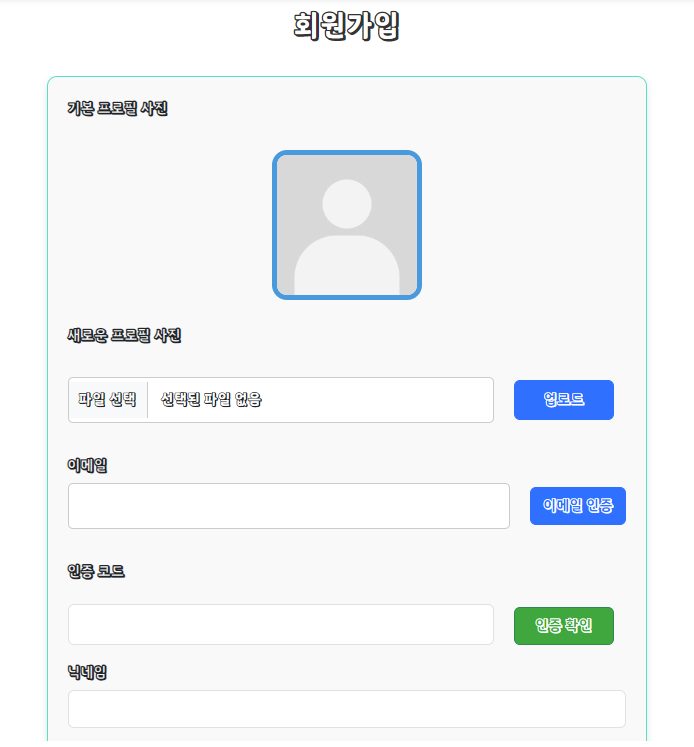 회원가입
기본 프로필 사진
새로운 프로필 사진
파일 선택 선택된 파일 없음 업로드
이메일
이메일 인증
인증 코드
인증 확인
닉네임